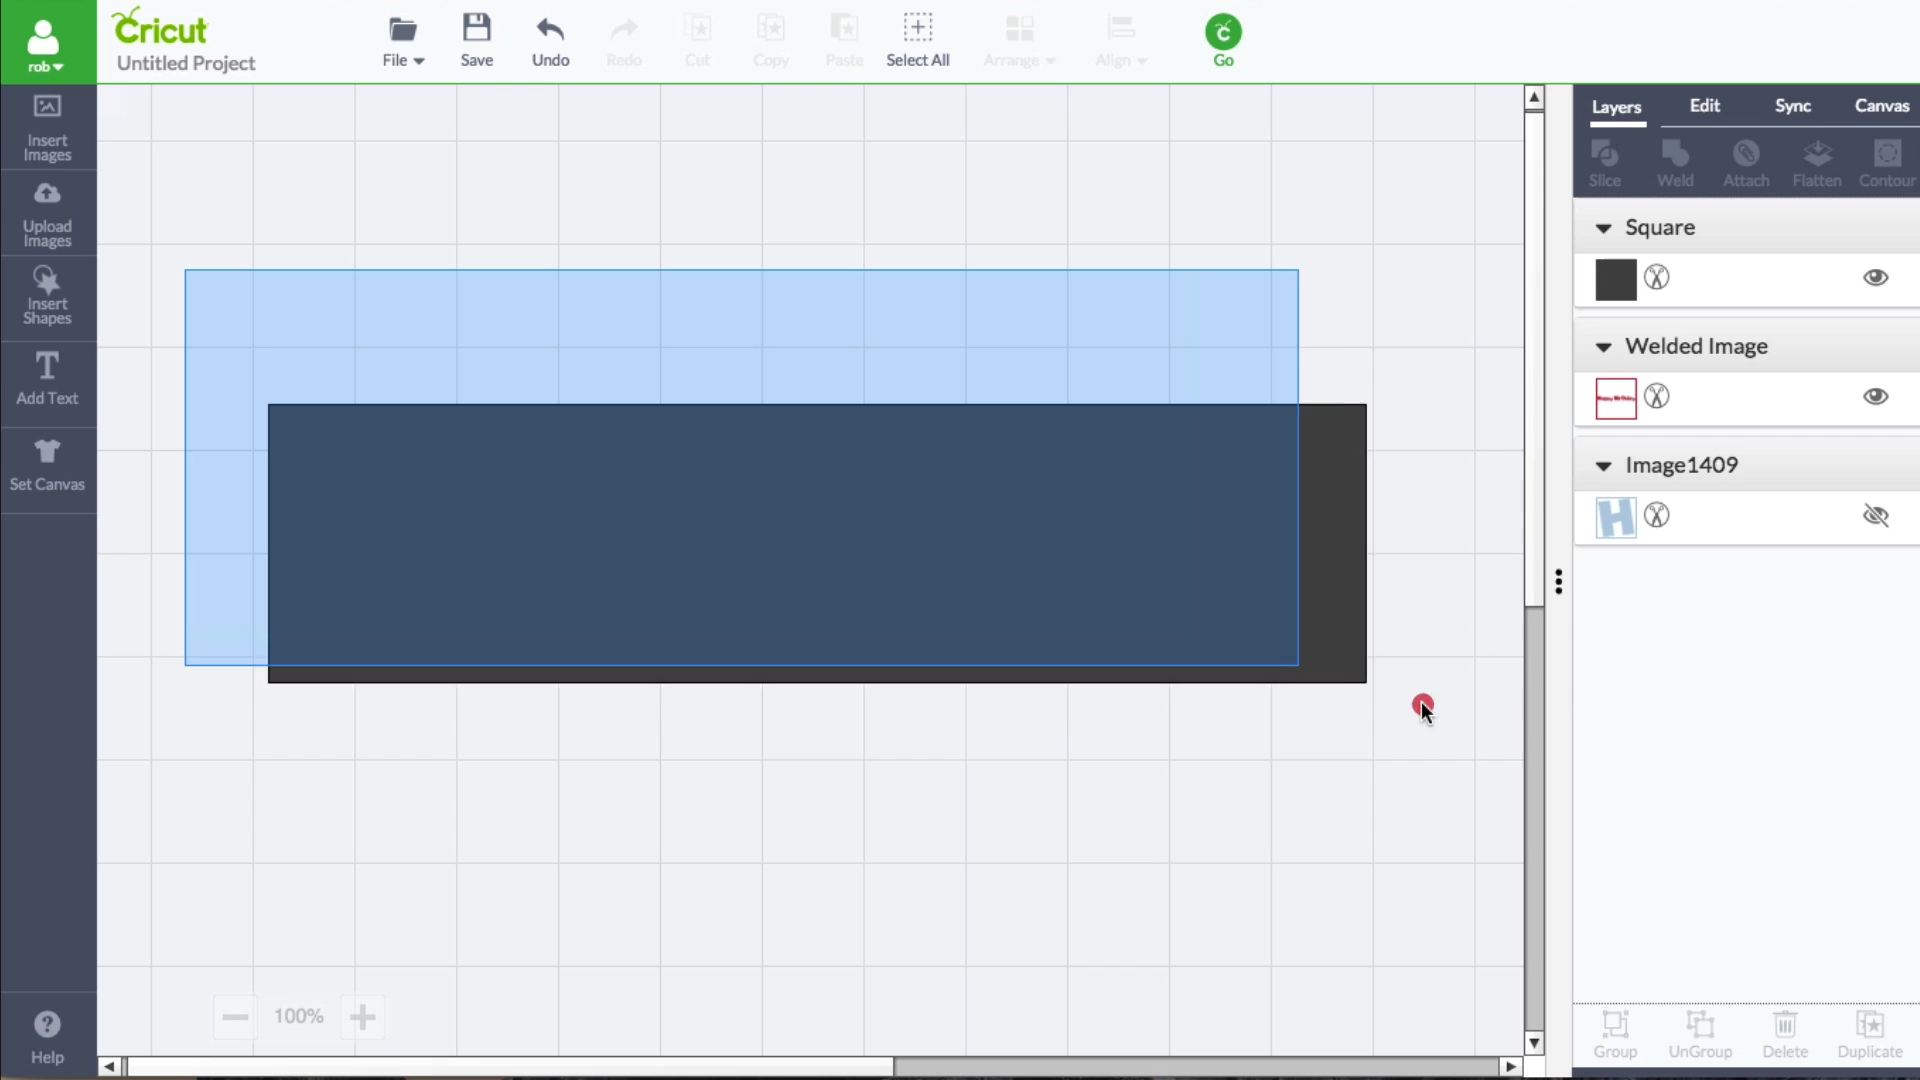 rob
Cricut
Untitled Project
File
Save
Undo
Redo
Cut
Copy
Paste
Select All
Arrange
Align
Go
Insert
Images
Upload
Images
Insert
Shapes
Add Text
Set Canvas
Help
100%
Layers
Edit
Sync
Canvas
Slice
Weld
Attach
Flatten
Contour
Square
Welded Image
Happy Birthday
Image1409
H
Group
UnGroup
Delete
Duplicate